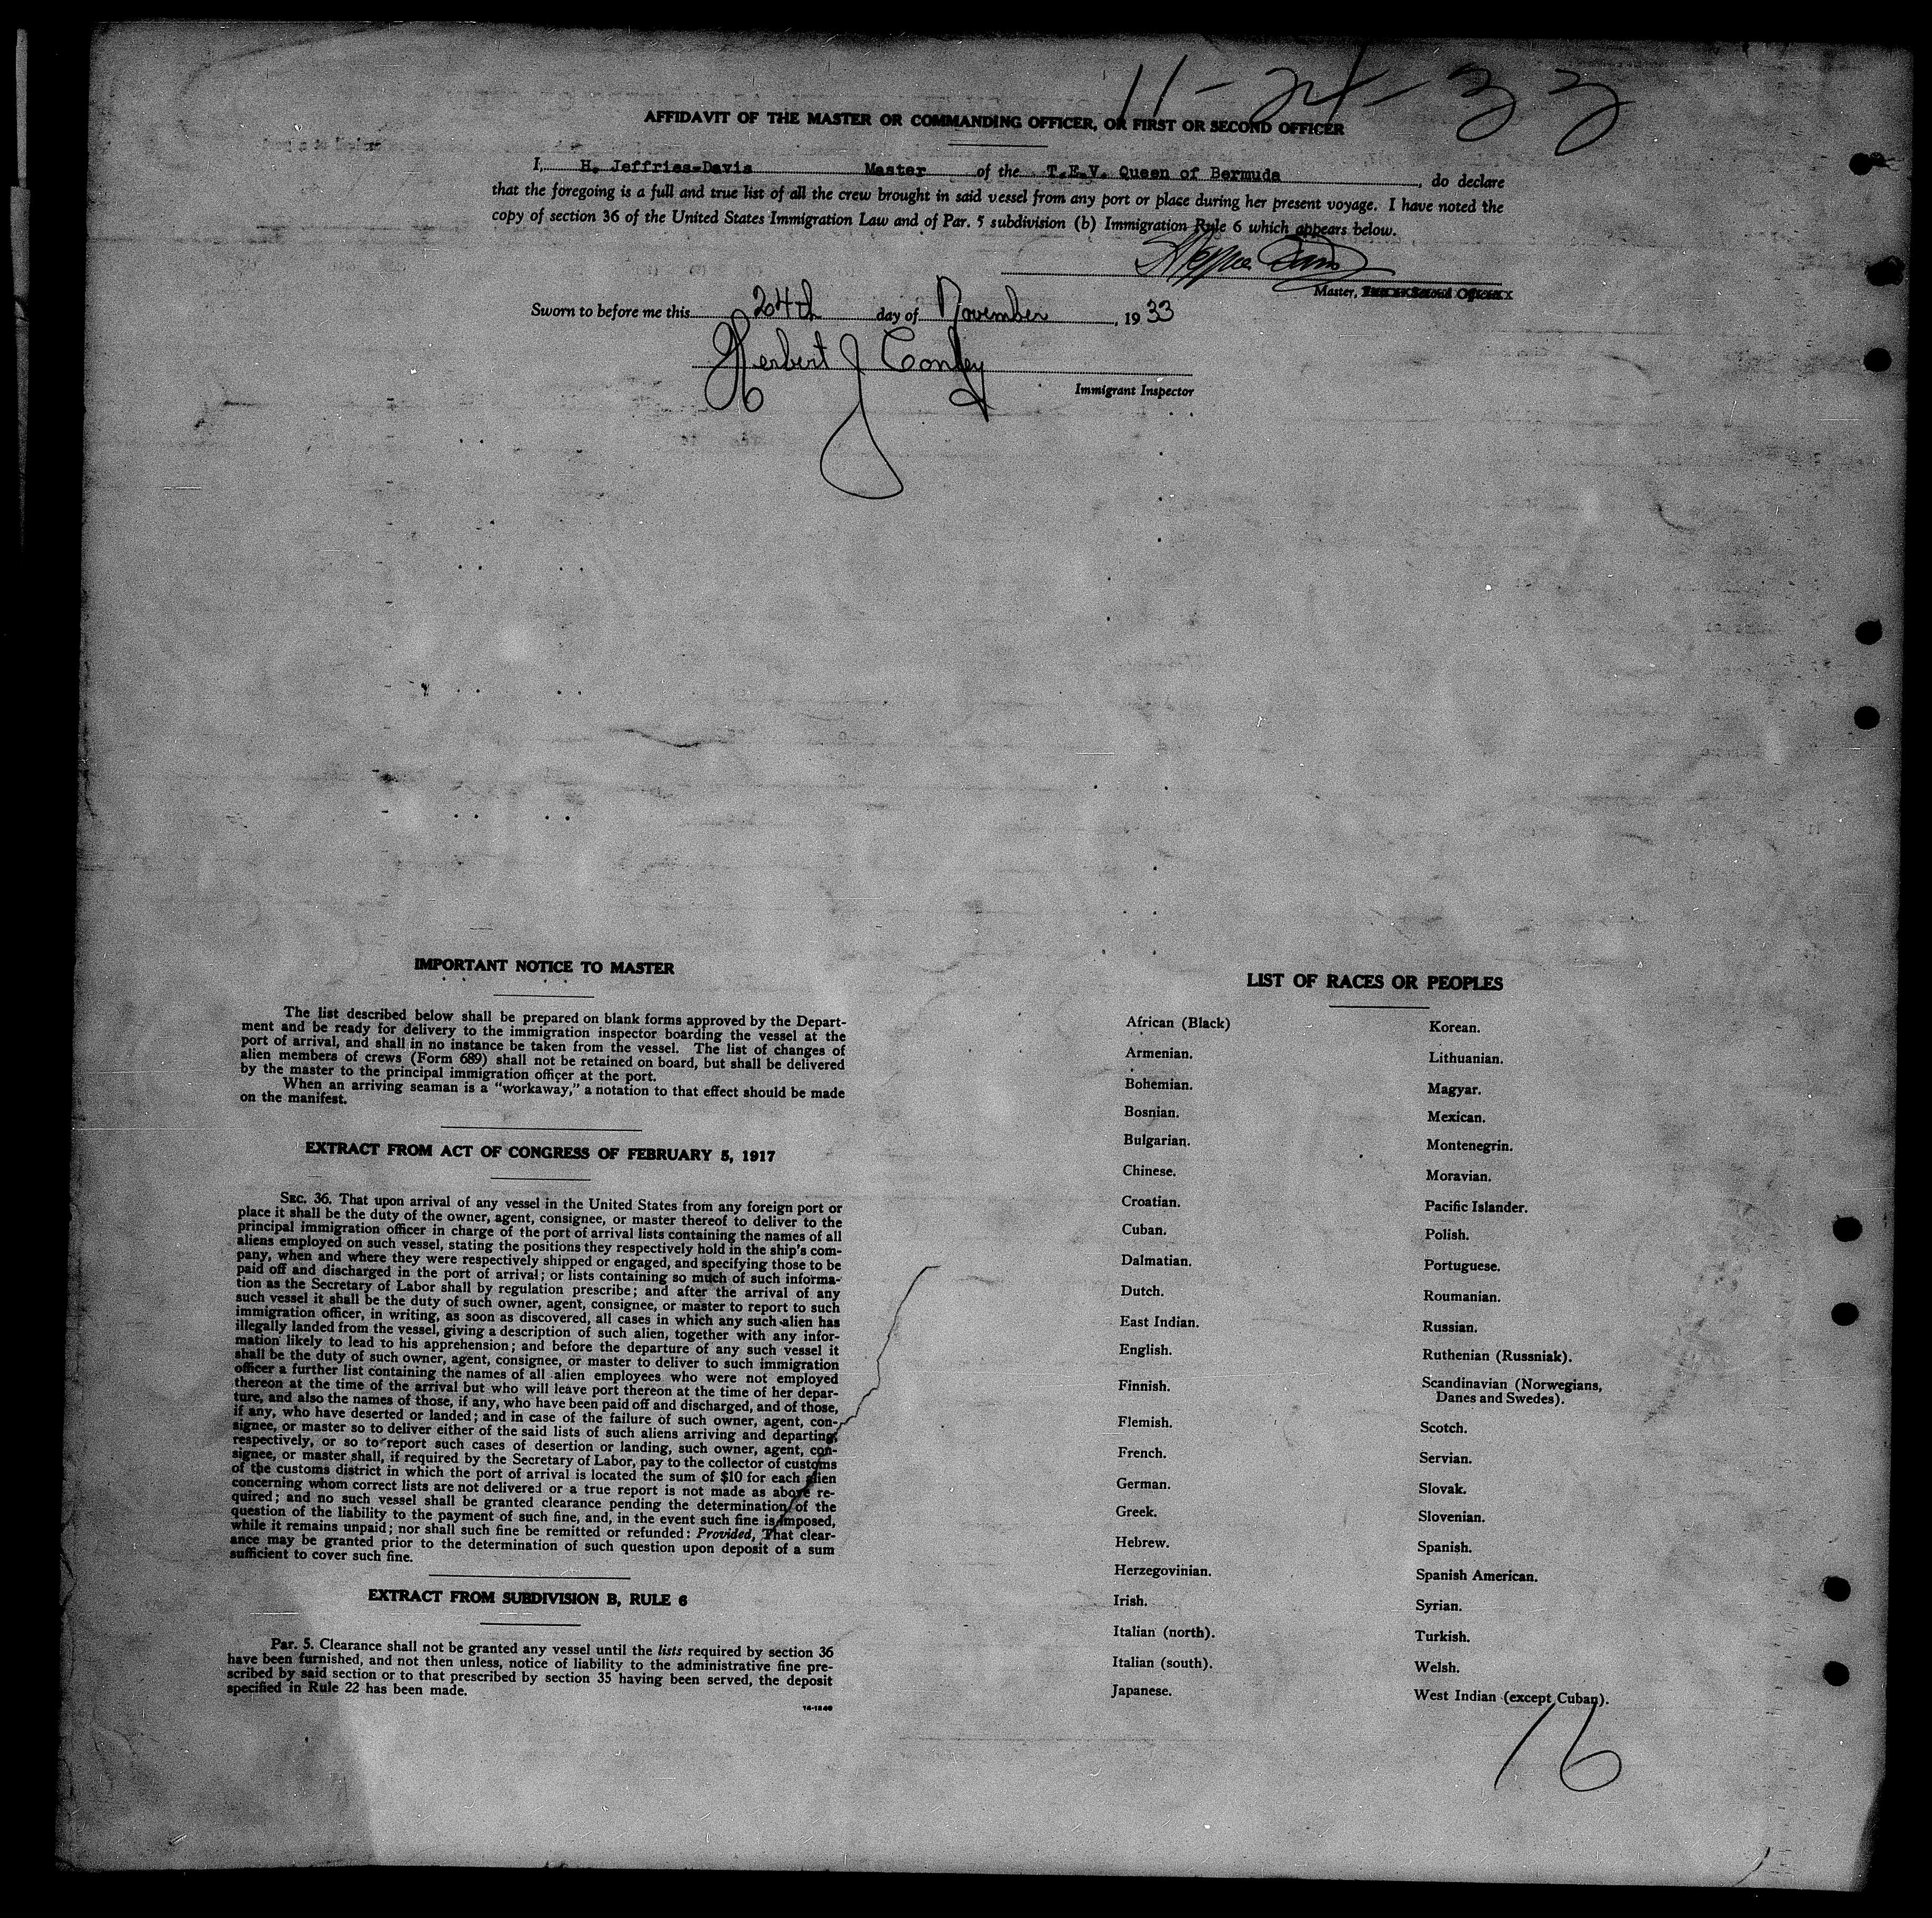 11-24-33
AFFIDAVIT OF THE MASTER OR COMMANDING OFFICER, OR FIRST OR SECOND OFFICER
I, H. Jeffries-Davis Master of the T.E.V. Queen of Bermuda, do declare
that the foregoing is a full and true list of all the crew brought in said vessel from any port or place during her present voyage. I have noted the
copy of section 36 of the United States Immigration Law and of Par. 5 subdivision (b) Immigration Rule 6 which appears below.
Master,
Sworn to before me this 24th day of November, 1933
Herbert J Conley
Immigrant Inspector
IMPORTANT NOTICE TO MASTER
The list described below shall be prepared on blank forms approved by the Depart-
ment and be ready for delivery to the immigration inspector boarding the vessel at the
port of arrival, and shall in no instance be taken from the vessel. The list of changes of
alien members of crews (Form 689) shall not be retained on board, but shall be delivered
by the master to the principal immigration officer at the port.
When an arriving seaman is a "workaway," a notation to that effect should be made
on the manifest.
EXTRACT FROM ACT OF CONGRESS OF FEBRUARY 5, 1917
SEC. 36. That upon arrival of any vessel in the United States from any foreign port or
place it shall be the duty of the owner, agent, consignee, or master thereof to deliver to the
principal immigration officer in charge of the port of arrival lists containing the names of all
aliens employed on such vessel, stating the positions they respectively hold in the ship's com-
pany, when and where they were respectively shipped or engaged, and specifying those to be
paid off and discharged in the port of arrival; or lists containing so much of such informa-
tion as the Secretary of Labor shall by regulation prescribe; and after the arrival of any
such vessel it shall be the duty of such owner, agent, consignee, or master to report to such
immigration officer, in writing, as soon as discovered, all cases in which any such alien has
illegally landed from the vessel, giving a description of such alien, together with any infor-
mation likely to lead to his apprehension; and before the departure of any such vessel it
shall be the duty of such owner, agent, consignee, or master to deliver to such immigration
officer a further list containing the names of all alien employees who were not employed
thereon at the time of the arrival but who will leave port thereon at the time of her depar-
ture, and also the names of those, if any, who have been paid off and discharged, and of those,
if any, who have deserted or landed; and in case of the failure of such owner, agent, con-
signee, or master so to deliver either of the said lists of such aliens arriving and departing,
respectively, or so to report such cases of desertion or landing, such owner, agent, con-
signee, or master shall, if required by the Secretary of Labor, pay to the collector of customs
of the customs district in which the port of arrival is located the sum of $10 for each alien
concerning whom correct lists are not delivered or a true report is not made as above re-
quired; and no such vessel shall be granted clearance pending the determination of the
question of the liability to the payment of such fine, and, in the event such fine is imposed,
while it remains unpaid; nor shall such fine be remitted or refunded: Provided, That clear-
ance may be granted prior to the determination of such question upon deposit of a sum
sufficient to cover such fine.
EXTRACT FROM SUBDIVISION B, RULE 6
Par. 5. Clearance shall not be granted any vessel until the lists required by section 36
have been furnished, and not then unless, notice of liability to the administrative fine pre-
scribed by said section or to that prescribed by section 35 having been served, the deposit
specified in Rule 22 has been made.
LIST OF RACES OR PEOPLES
African (Black)
Armenian.
Bohemian.
Bosnian.
Bulgarian.
Chinese.
Croatian.
Cuban.
Dalmatian.
Dutch.
East Indian.
English.
Finnish.
Flemish.
French.
German.
Greek.
Hebrew.
Herzegovinian.
Irish.
Italian (north).
Italian (south).
Japanese.
Korean.
Lithuanian.
Magyar.
Mexican.
Montenegrin.
Moravian.
Pacific Islander.
Polish.
Portuguese.
Roumanian.
Russian.
Ruthenian (Russniak).
Scandinavian (Norwegians,
Danes and Swedes).
Scotch.
Servian.
Slovak.
Slovenian.
Spanish.
Spanish American.
Syrian.
Turkish.
Welsh.
West Indian (except Cuban).
16